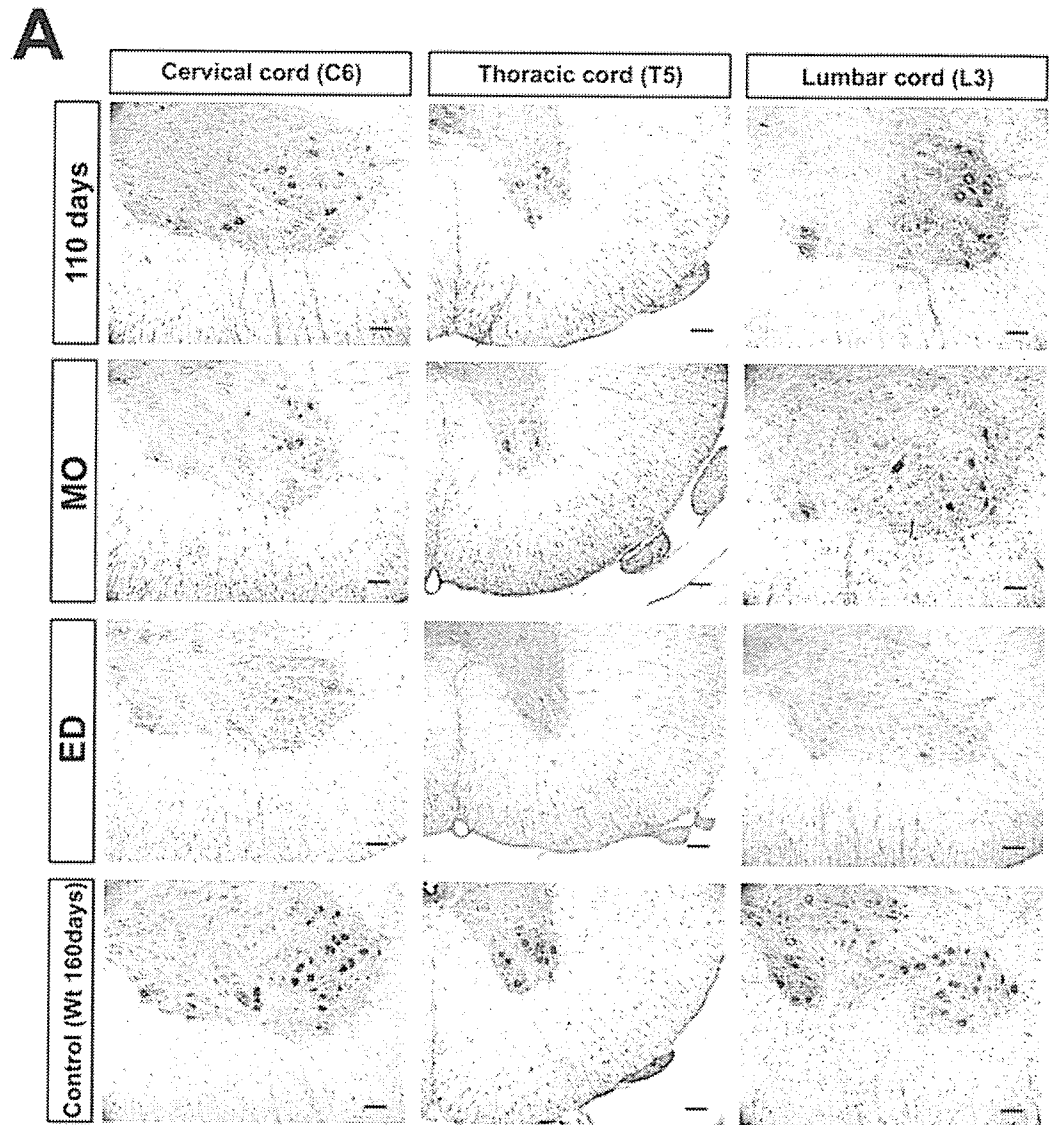 A
Cervical cord (C6)
Thoracic cord (T5)
Lumbar cord (L3)
110 days
MO
ED
Control (Wt 160days)